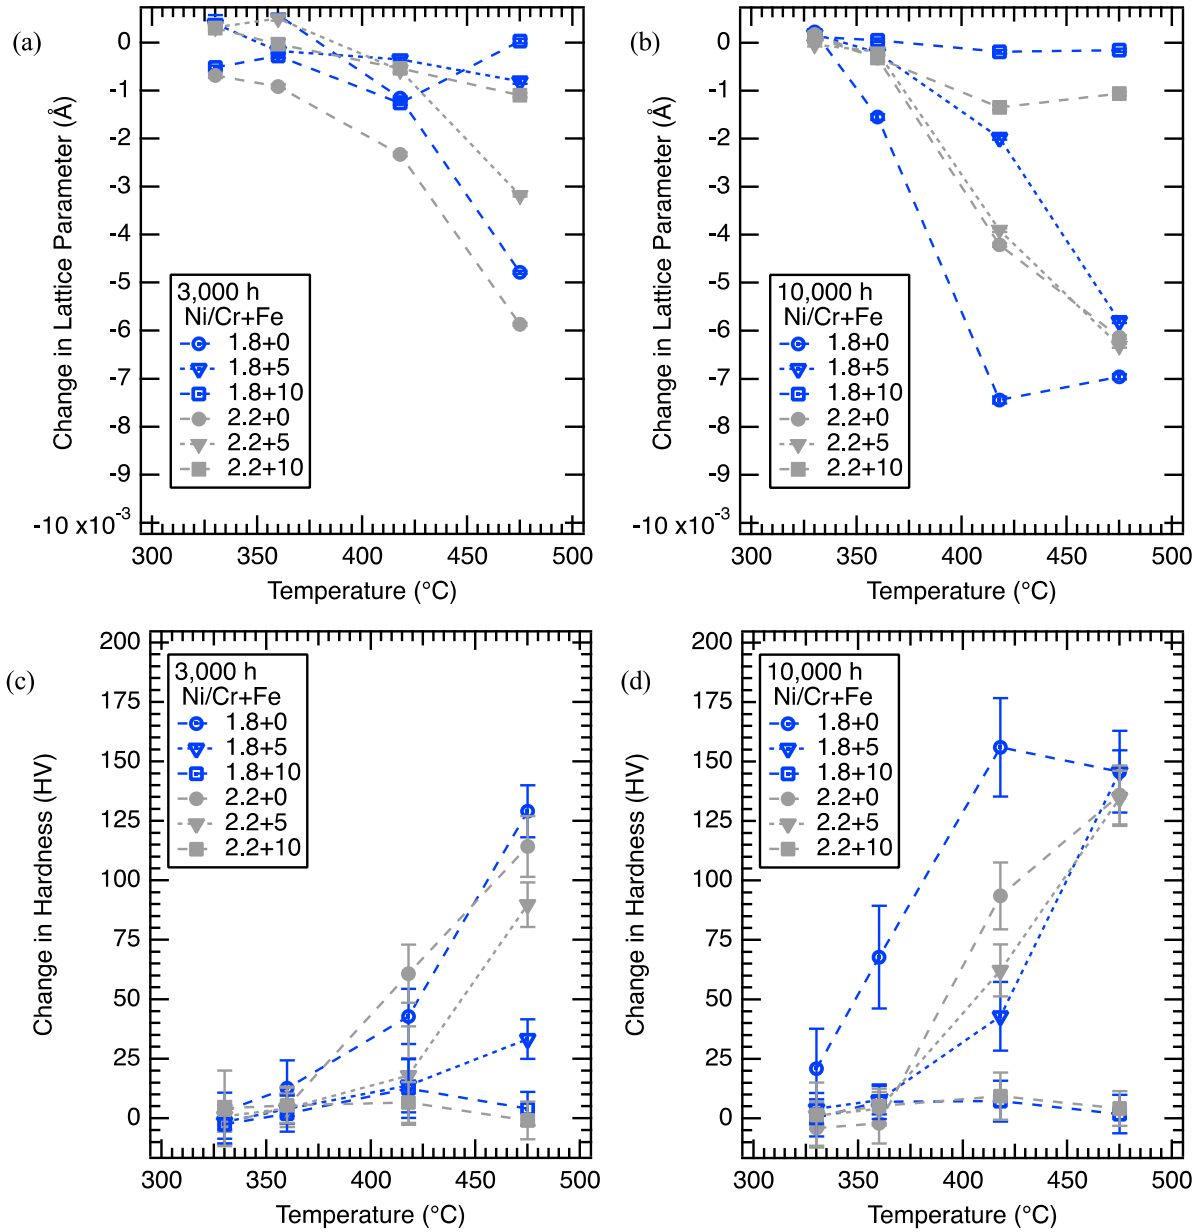 (a)
0
-1
-2
-3
-4
-5
-6
-7
-8
-9
-10 x10-3
Change in Lattice Parameter (Å)
3,000 h
Ni/Cr+Fe
1.8+0
1.8+5
1.8+10
2.2+0
2.2+5
2.2+10
300 350 400 450 500
Temperature (°C)
(b)
0
-1
-2
-3
-4
-5
-6
-7
-8
-9
-10 x10-3
Change in Lattice Parameter (Å)
10,000 h
Ni/Cr+Fe
1.8+0
1.8+5
1.8+10
2.2+0
2.2+5
2.2+10
300 350 400 450 500
Temperature (°C)
(c)
200
175
150
125
100
75
50
25
0
Change in Hardness (HV)
3,000 h
Ni/Cr+Fe
1.8+0
1.8+5
1.8+10
2.2+0
2.2+5
2.2+10
300 350 400 450 500
Temperature (°C)
(d)
200
175
150
125
100
75
50
25
0
Change in Hardness (HV)
10,000 h
Ni/Cr+Fe
1.8+0
1.8+5
1.8+10
2.2+0
2.2+5
2.2+10
300 350 400 450 500
Temperature (°C)